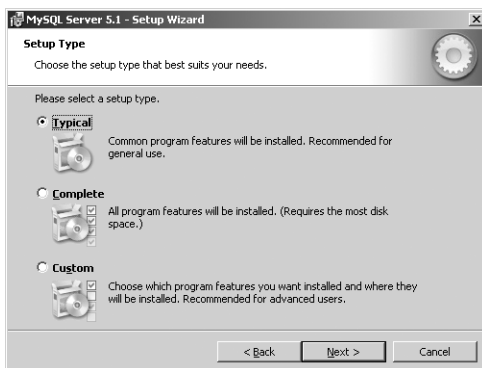 MySQL Server 5.1 - Setup Wizard
Setup Type
Choose the setup type that best suits your needs.
Please select a setup type.
Typical
Common program features will be installed. Recommended for
general use.
Complete
All program features will be installed. (Requires the most disk
space.)
Custom
Choose which program features you want installed and where they
will be installed. Recommended for advanced users.
< Back
Next >
Cancel